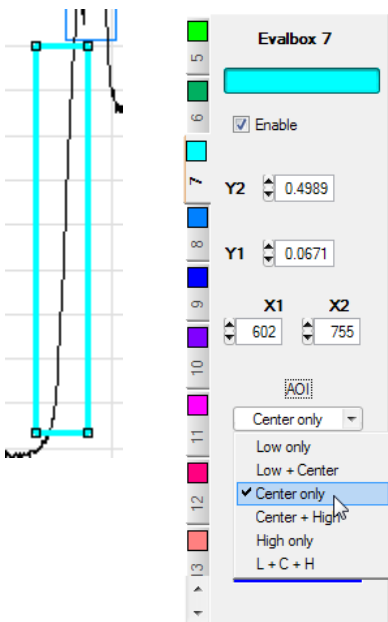 Evalbox 7
5
6
7
8
9
10
11
12
13
Enable
Y2 0.4989
Y1 0.0671
X1 X2
602 755
AOI
Center only
Low only
Low + Center
Center only
Center + High
High only
L + C + H